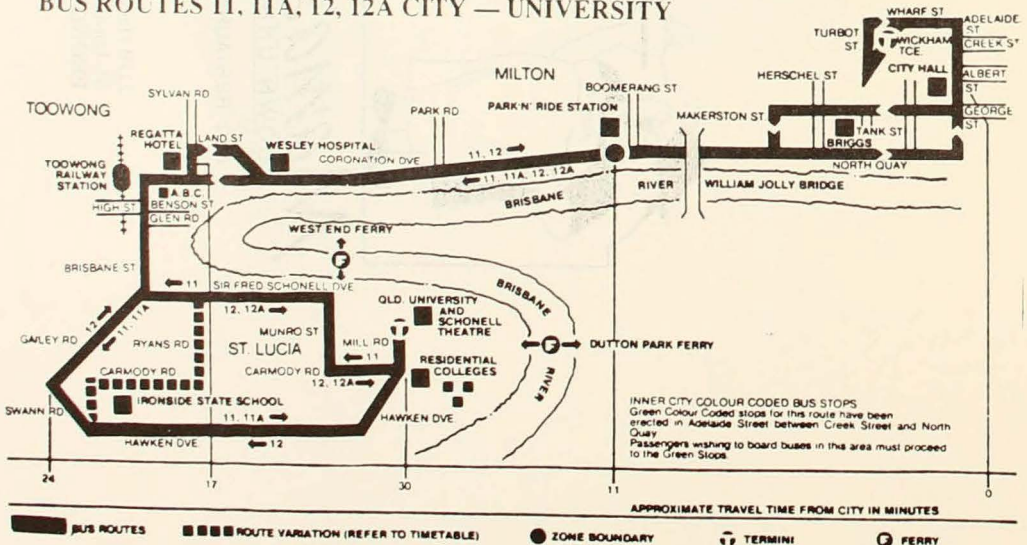 BUS ROUTES 11, 11A, 12, 12A CITY — UNIVERSITY
WHARF ST
ADELAIDE
ST
TURBOT
ST
WICKHAM
TCE.
CREEK ST
CITY HALL
ALBERT
ST
GEORGE
ST
HERSCHEL ST
MAKERSTON ST
TANK ST
BRIGGS
NORTH QUAY
MILTON
BOOMERANG ST
PARK'N' RIDE STATION
PARK RD
SYLVAN RD
TOOWONG
REGATTA
HOTEL
LAND ST
WESLEY HOSPITAL
CORONATION DVE
11, 12
11, 11A, 12, 12A
TOOWONG
RAILWAY
STATION
A.B.C.
HIGH ST
BENSON ST
GLEN RD
BRISBANE
RIVER
WILLIAM JOLLY BRIDGE
WEST END FERRY
F
BRISBANE ST
11
SIR FRED SCHONELL DVE
12, 12A
12
11, 11A
GAILEY RD
RYANS RD
MUNRO ST
ST. LUCIA
MILL RD
11
QLD. UNIVERSITY
AND
SCHONELL
THEATRE
BRISBANE
RIVER
F
DUTTON PARK FERRY
CARMODY RD
CARMODY RD
12, 12A
RESIDENTIAL
COLLEGES
SWANN RD
IRONSIDE STATE SCHOOL
11, 11A
HAWKEN DVE
HAWKEN DVE
12
INNER CITY COLOUR CODED BUS STOPS
Green Colour Coded stops for this route have been
erected in Adelaide Street between Creek Street and North
Quay
Passengers wishing to board buses in this area must proceed
to the Green Stops.
24
17
30
11
0
APPROXIMATE TRAVEL TIME FROM CITY IN MINUTES
BUS ROUTES
ROUTE VARIATION (REFER TO TIMETABLE)
ZONE BOUNDARY
T TERMINI
F FERRY